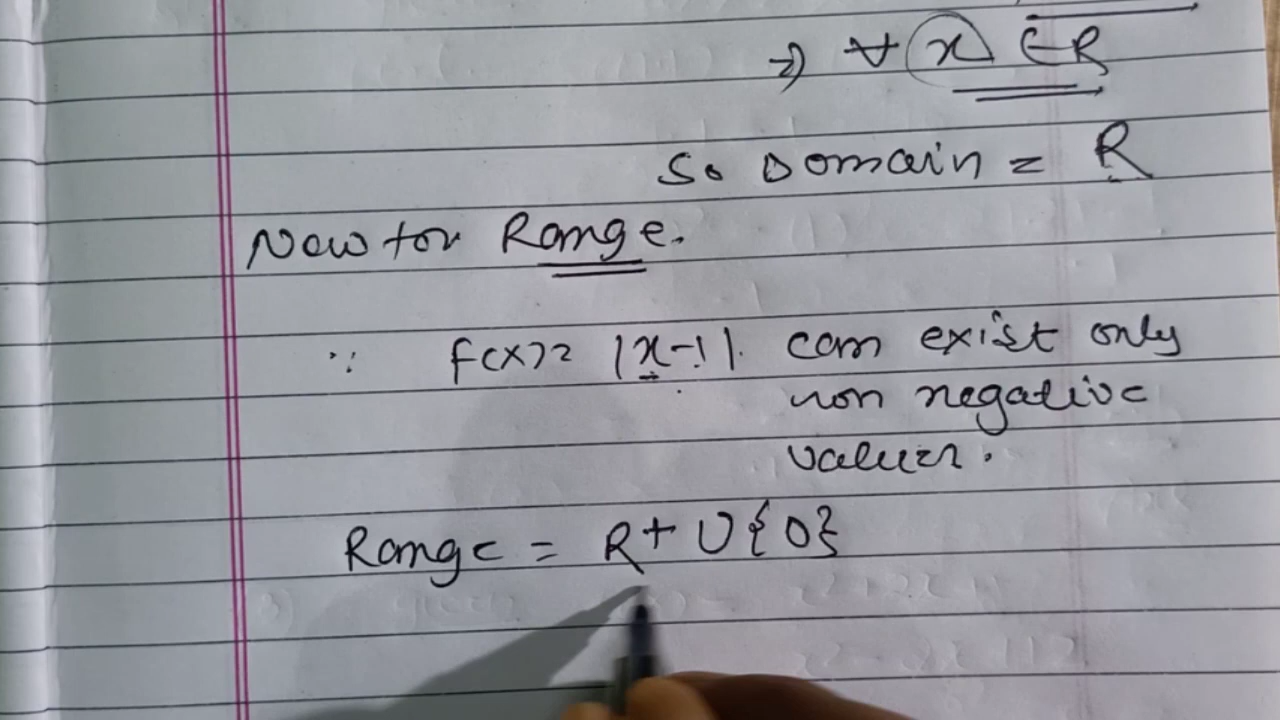 ⇒ ∀ x ∈ R
So Domain = R
Now for Range.
∵ f(x) = |x-1|. can exist only
non negative
values.
Range = R+ U {0}